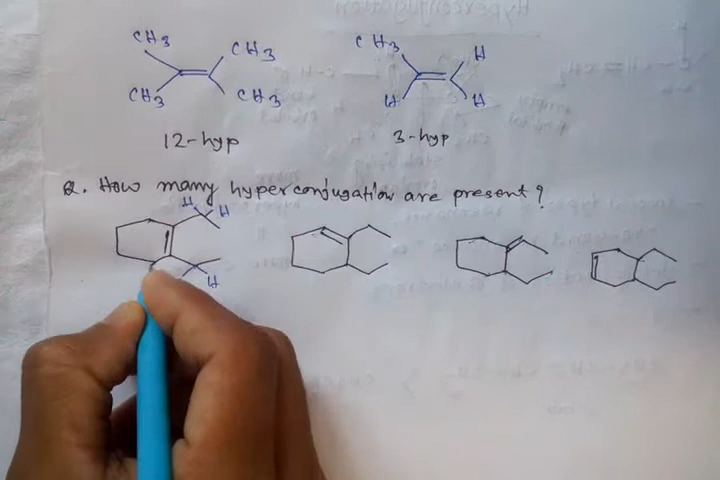 CH3 CH3 CH3
CH3 CH3 H H H
12-hyp 3-hyp
Q. How many hyperconjugation are present?
H H
H